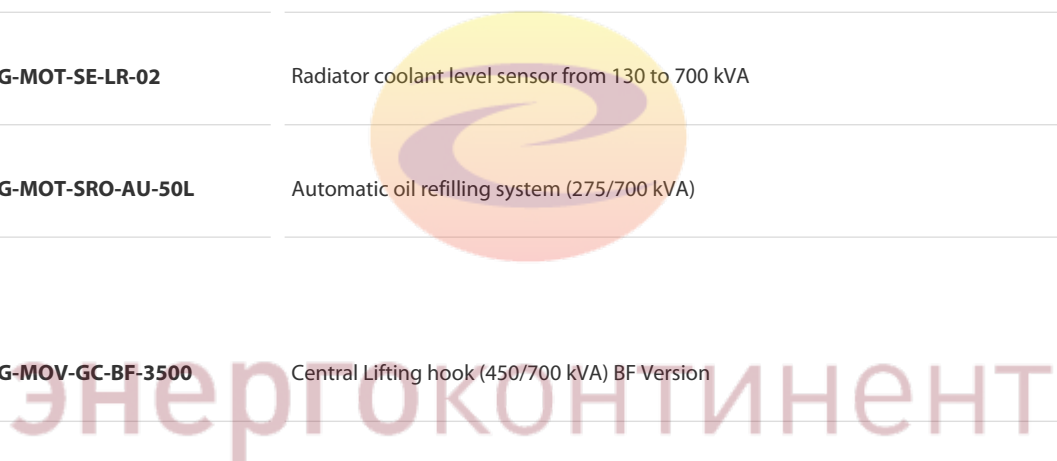 G-MOT-SE-LR-02 Radiator coolant level sensor from 130 to 700 kVA
G-MOT-SRO-AU-50L Automatic oil refilling system (275/700 kVA)
G-MOV-GC-BF-3500 Central Lifting hook (450/700 kVA) BF Version
энергоконтинент